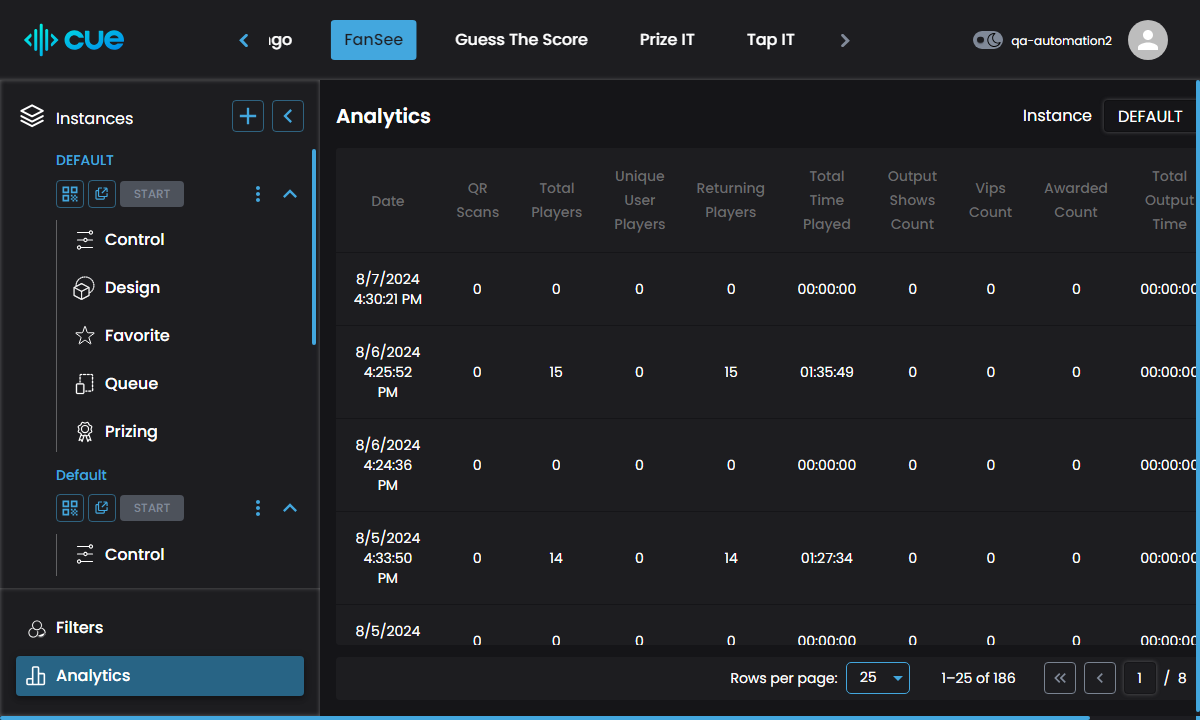 cue
FanSee
Guess The Score
Prize IT
Tap IT
qa-automation2
Instances
DEFAULT
START
Control
Design
Favorite
Queue
Prizing
Default
START
Control
Filters
Analytics
Analytics
Instance DEFAULT
Date
QR
Scans
Total
Players
Unique
User
Players
Returning
Players
Total
Time
Played
Output
Shows
Count
Vips
Count
Awarded
Count
Total
Output
Time
8/7/2024
4:30:21 PM
0 0 0 0 00:00:00 0 0 0 00:00:00
8/6/2024
4:25:52
PM
0 15 0 15 01:35:49 0 0 0 00:00:00
8/6/2024
4:24:36
PM
0 0 0 0 00:00:00 0 0 0 00:00:00
8/5/2024
4:33:50
PM
0 14 0 14 01:27:34 0 0 0 00:00:00
8/5/2024
0 0 0 0 00:00:00 0 0 0 00:00:00
Rows per page: 25 1–25 of 186 1 / 8